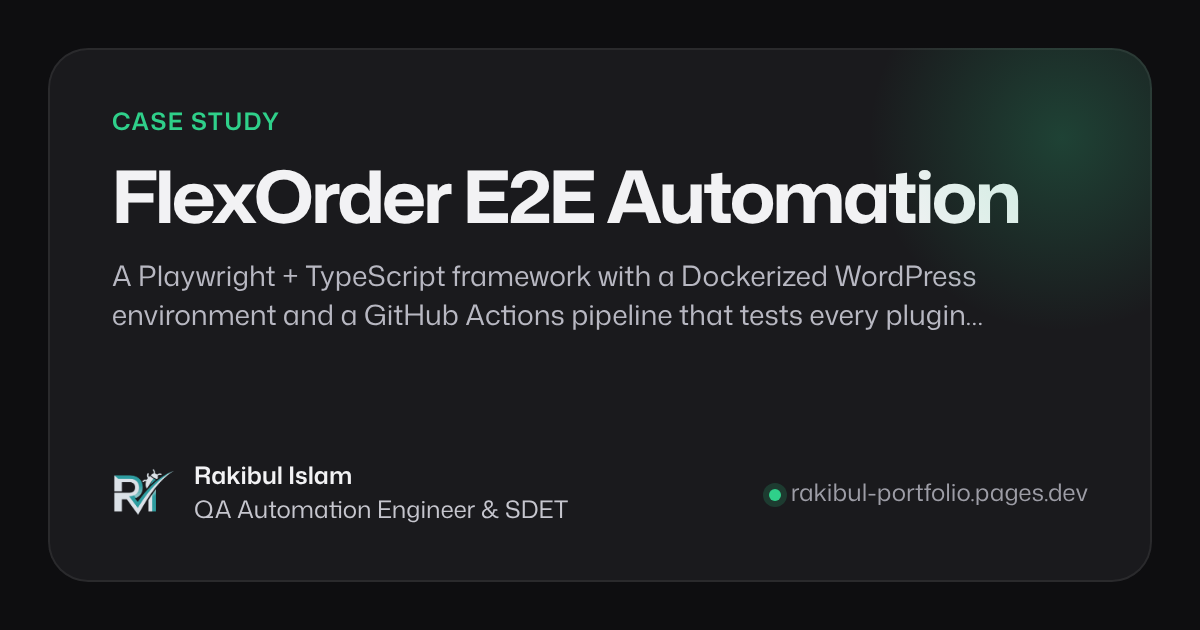 CASE STUDY
FlexOrder E2E Automation
A Playwright + TypeScript framework with a Dockerized WordPress
environment and a GitHub Actions pipeline that tests every plugin...
Rakibul Islam
QA Automation Engineer & SDET
rakibul-portfolio.pages.dev